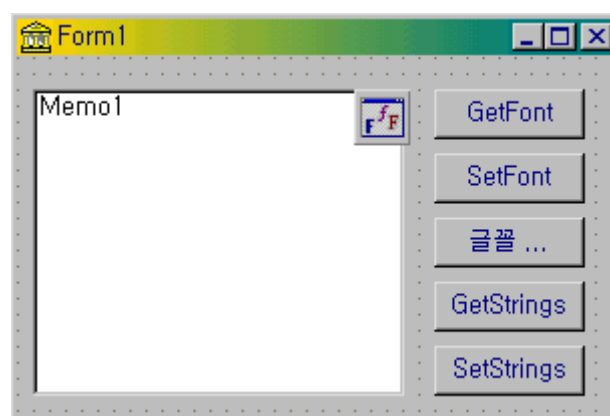 Form1
Memo1
GetFont
SetFont
글꼴 ...
GetStrings
SetStrings